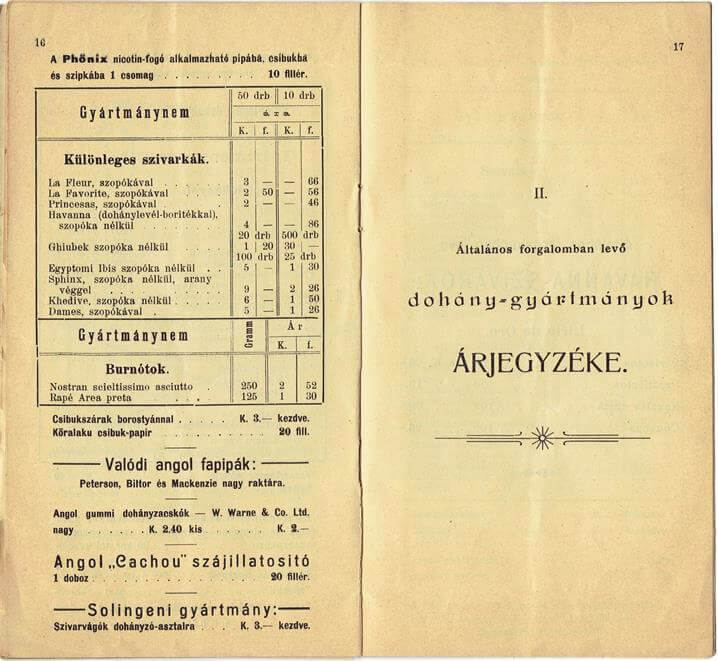 16
A Phönix nicotin-fogó alkalmazható pipába, csibukba
és szipkába 1 csomag . . . . . . . . 10 fillér.
Gyártmánynem 50 drb 10 drb
á r a
K. f. K. f.
Különleges szivarkák.
La Fleur, szopókával . . . . . 3 — — 66
La Favorite, szopókával . . . 2 50 — 56
Princesas, szopókával . . . . 2 — — 46
Havanna (dohánylevél-boritékkal),
szopóka nélkül . . . . . . . 4 — — 86
20 drb 500 drb
Ghiubek szopóka nélkül . . . . 1 20 30 —
100 drb 25 drb
Egyptomi Ibis szopóka nélkül . . 5 — 1 30
Sphinx, szopóka nélkül, arany
véggel . . . . . . . . . 9 — 2 26
Khedive, szopóka nélkül . . . . . 6 — 1 50
Dames, szopókával . 5 — 1 26
Gyártmánynem Gramm Ár
K. f.
Burnótok.
Nostran scieltissimo asciutto . 250 2 52
Rapé Area preta . . . 125 1 30
Csibukszárak borostyánnal . . . . . K. 3.— kezdve.
Köralaku csibuk-papir . . . . . . . . 20 fill.
Valódi angol fapipák:
Peterson, Biltor és Mackenzie nagy raktára.
Angol gummi dohányzacskók — W. Warne & Co. Ltd.
nagy . . . . . . K. 2.40 kis . . . . . . K. 2.—
Angol „Cachou" szájillatositó
1 doboz . . . . . . . . . . . . 20 fillér.
Solingeni gyártmány:
Szivarvágók dohányzó-asztalra . . . K. 3.— kezdve.
17
II.
Általános forgalomban levő
dohány-gyártmányok
ÁRJEGYZÉKE.